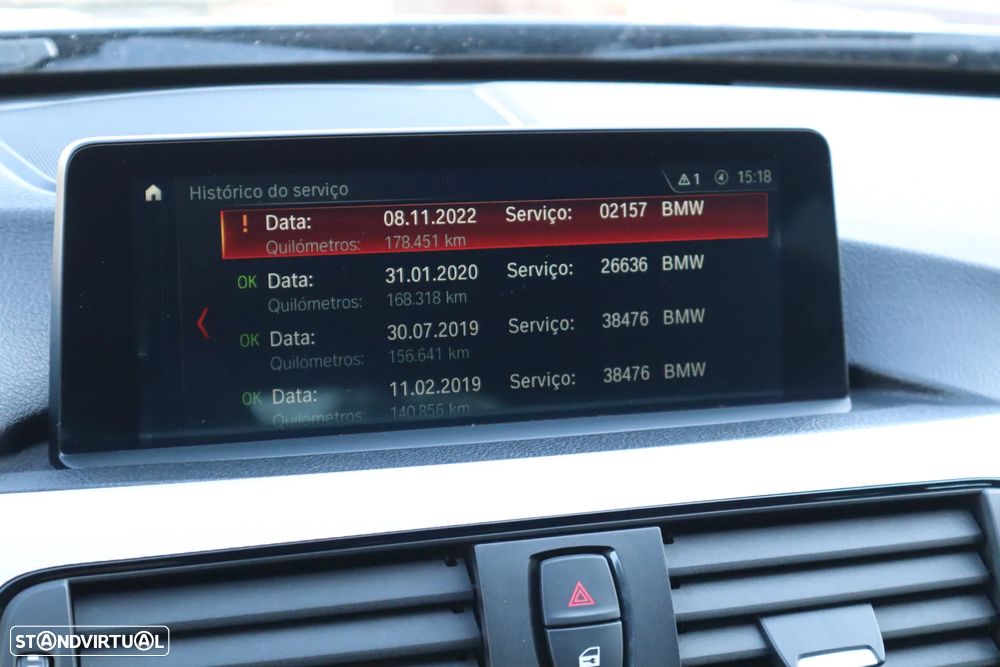 Histórico do serviço 1 15:18
! Data: 08.11.2022 Serviço: 02157 BMW
Quilómetros: 178.451 km
OK Data: 31.01.2020 Serviço: 26636 BMW
Quilómetros: 168.318 km
OK Data: 30.07.2019 Serviço: 38476 BMW
Quilómetros: 156.641 km
OK Data: 11.02.2019 Serviço: 38476 BMW
Quilómetros: 140.856 km
STANDVIRTUAL